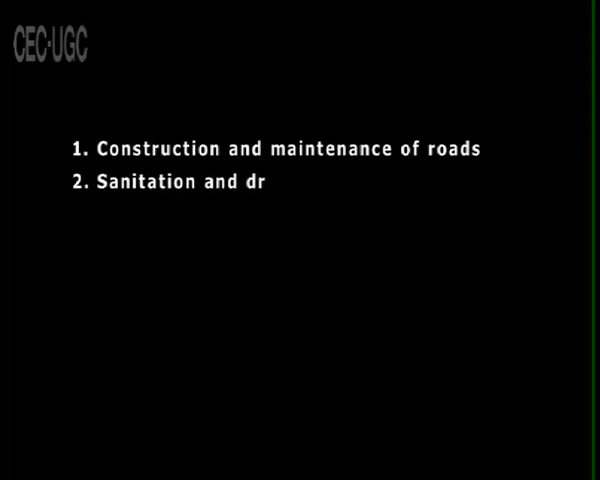 CEC-UGC
1. Construction and maintenance of roads
2. Sanitation and dr